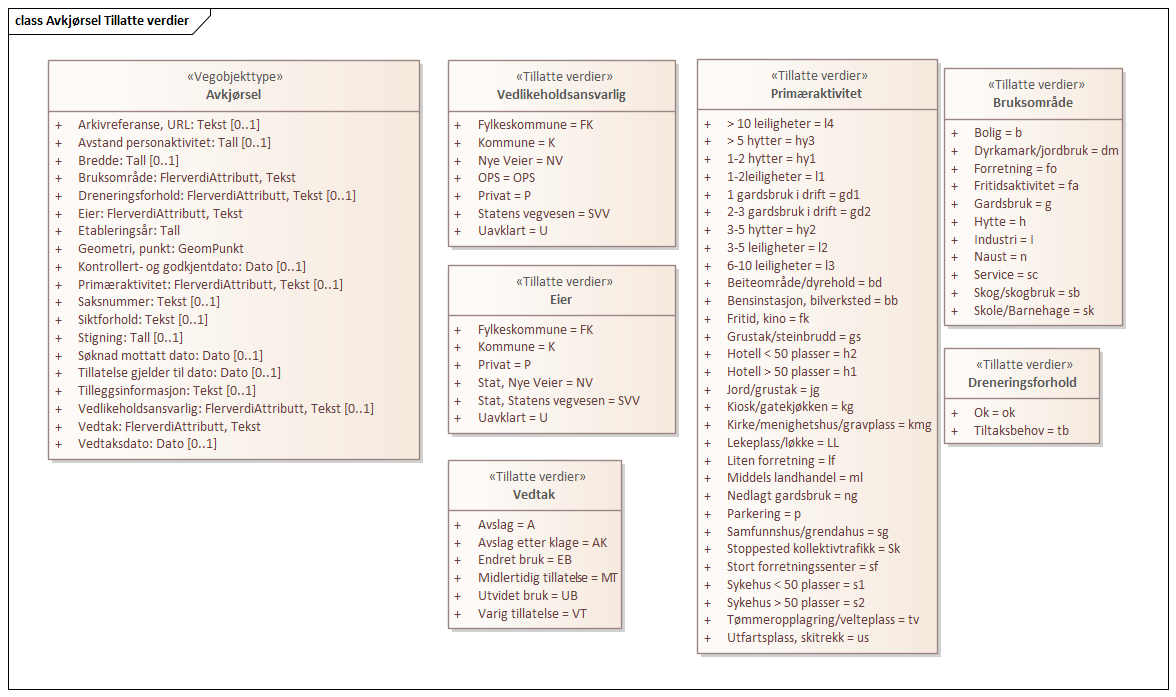 class Avkjørsel Tillatte verdier
«Vegobjekttype»
Avkjørsel
+ Arkivreferanse, URL: Tekst [0..1]
+ Avstand personaktivitet: Tall [0..1]
+ Bredde: Tall [0..1]
+ Bruksområde: FlerverdiAttributt, Tekst
+ Dreneringsforhold: FlerverdiAttributt, Tekst [0..1]
+ Eier: FlerverdiAttributt, Tekst
+ Etableringsår: Tall
+ Geometri, punkt: GeomPunkt
+ Kontrollert- og godkjentdato: Dato [0..1]
+ Primæraktivitet: FlerverdiAttributt, Tekst [0..1]
+ Saksnummer: Tekst [0..1]
+ Siktforhold: Tekst [0..1]
+ Stigning: Tall [0..1]
+ Søknad mottatt dato: Dato [0..1]
+ Tillatelse gjelder til dato: Dato [0..1]
+ Tilleggsinformasjon: Tekst [0..1]
+ Vedlikeholdsansvarlig: FlerverdiAttributt, Tekst [0..1]
+ Vedtak: FlerverdiAttributt, Tekst
+ Vedtaksdato: Dato [0..1]
«Tillatte verdier»
Vedlikeholdsansvarlig
+ Fylkeskommune = FK
+ Kommune = K
+ Nye Veier = NV
+ OPS = OPS
+ Privat = P
+ Statens vegvesen = SVV
+ Uavklart = U
«Tillatte verdier»
Eier
+ Fylkeskommune = FK
+ Kommune = K
+ Privat = P
+ Stat, Nye Veier = NV
+ Stat, Statens vegvesen = SVV
+ Uavklart = U
«Tillatte verdier»
Vedtak
+ Avslag = A
+ Avslag etter klage = AK
+ Endret bruk = EB
+ Midlertidig tillatelse = MT
+ Utvidet bruk = UB
+ Varig tillatelse = VT
«Tillatte verdier»
Primæraktivitet
+ > 10 leiligheter = l4
+ > 5 hytter = hy3
+ 1-2 hytter = hy1
+ 1-2leiligheter = l1
+ 1 gardsbruk i drift = gd1
+ 2-3 gardsbruk i drift = gd2
+ 3-5 hytter = hy2
+ 3-5 leiligheter = l2
+ 6-10 leiligheter = l3
+ Beiteområde/dyrehold = bd
+ Bensinstasjon, bilverksted = bb
+ Fritid, kino = fk
+ Grustak/steinbrudd = gs
+ Hotell < 50 plasser = h2
+ Hotell > 50 plasser = h1
+ Jord/grustak = jg
+ Kiosk/gatekjøkken = kg
+ Kirke/menighetshus/gravplass = kmg
+ Lekeplass/løkke = LL
+ Liten forretning = lf
+ Middels landhandel = ml
+ Nedlagt gardsbruk = ng
+ Parkering = p
+ Samfunnshus/grendahus = sg
+ Stoppested kollektivtrafikk = Sk
+ Stort forretningssenter = sf
+ Sykehus < 50 plasser = s1
+ Sykehus > 50 plasser = s2
+ Tømmeropplagring/velteplass = tv
+ Utfartsplass, skitrekk = us
«Tillatte verdier»
Bruksområde
+ Bolig = b
+ Dyrkamark/jordbruk = dm
+ Forretning = fo
+ Fritidsaktivitet = fa
+ Gardsbruk = g
+ Hytte = h
+ Industri = I
+ Naust = n
+ Service = sc
+ Skog/skogbruk = sb
+ Skole/Barnehage = sk
«Tillatte verdier»
Dreneringsforhold
+ Ok = ok
+ Tiltaksbehov = tb